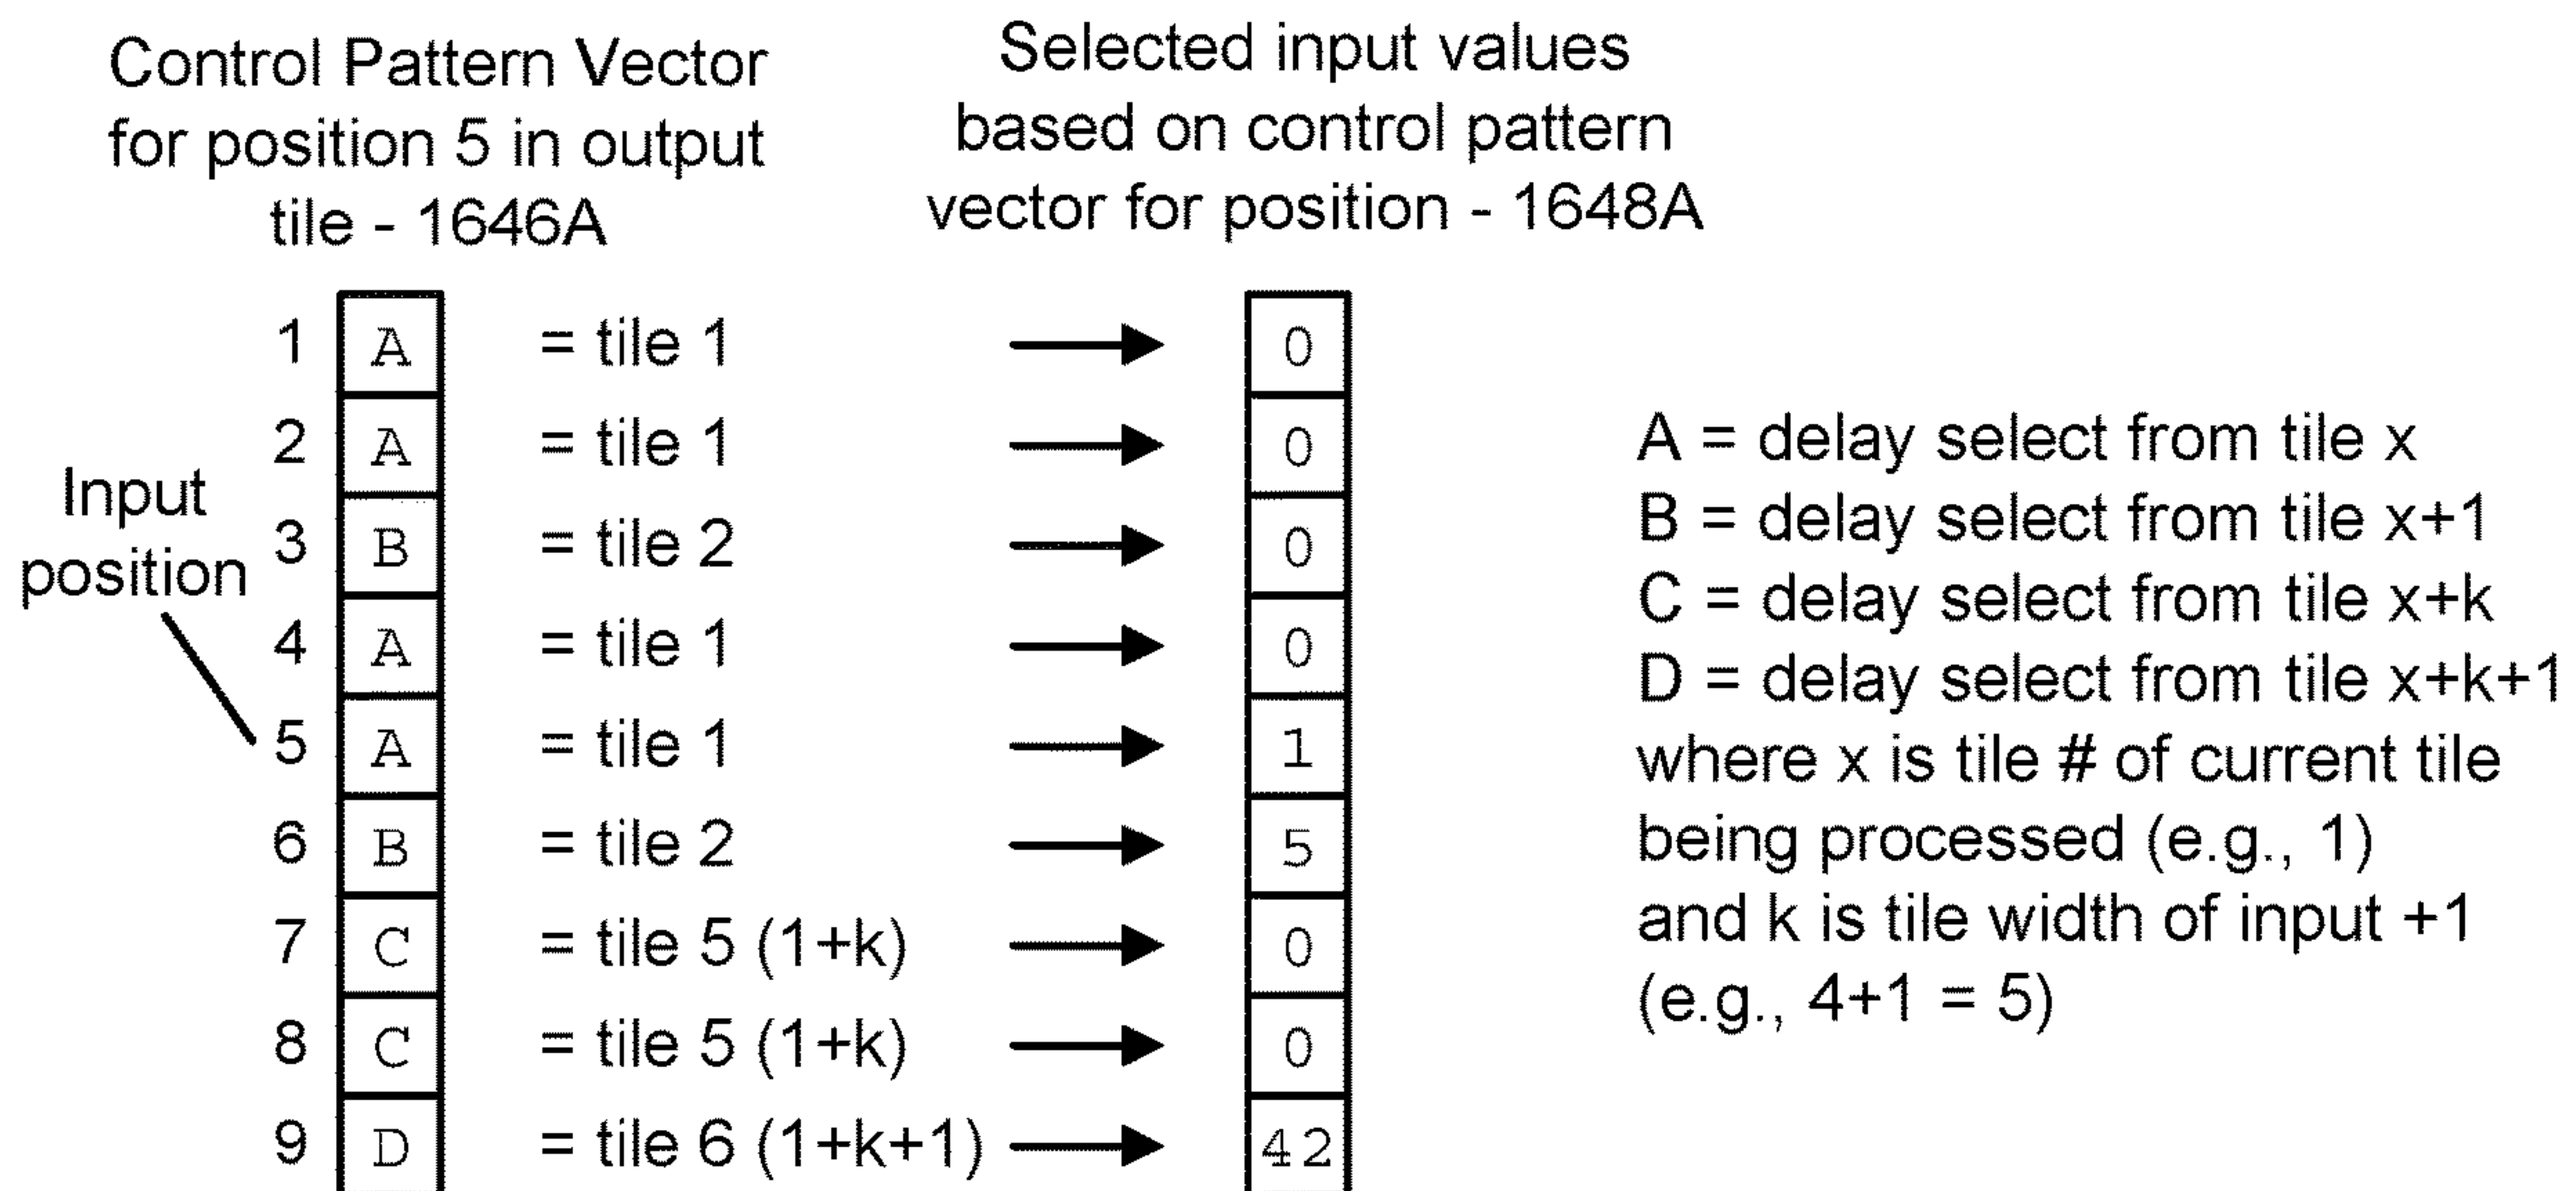 Control Pattern Vector
for position 5 in output
tile - 1646A
Selected input values
based on control pattern
vector for position - 1648A
Input
position
1 A = tile 1 0
2 A = tile 1 0
3 B = tile 2 0
4 A = tile 1 0
5 A = tile 1 1
6 B = tile 2 5
7 C = tile 5 (1+k) 0
8 C = tile 5 (1+k) 0
9 D = tile 6 (1+k+1) 42
A = delay select from tile x
B = delay select from tile x+1
C = delay select from tile x+k
D = delay select from tile x+k+1
where x is tile # of current tile
being processed (e.g., 1)
and k is tile width of input +1
(e.g., 4+1 = 5)